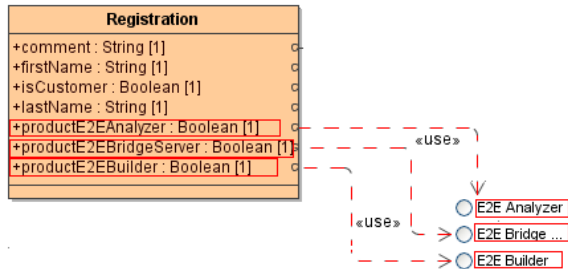 Registration
+comment : String [1]
+firstName : String [1]
+isCustomer : Boolean [1]
+lastName : String [1]
+productE2EAnalyzer : Boolean [1]
+productE2EBridgeServer : Boolean [1]
+productE2EBuilder : Boolean [1]
«use»
E2E Analyzer
«use»
E2E Bridge ...
E2E Builder